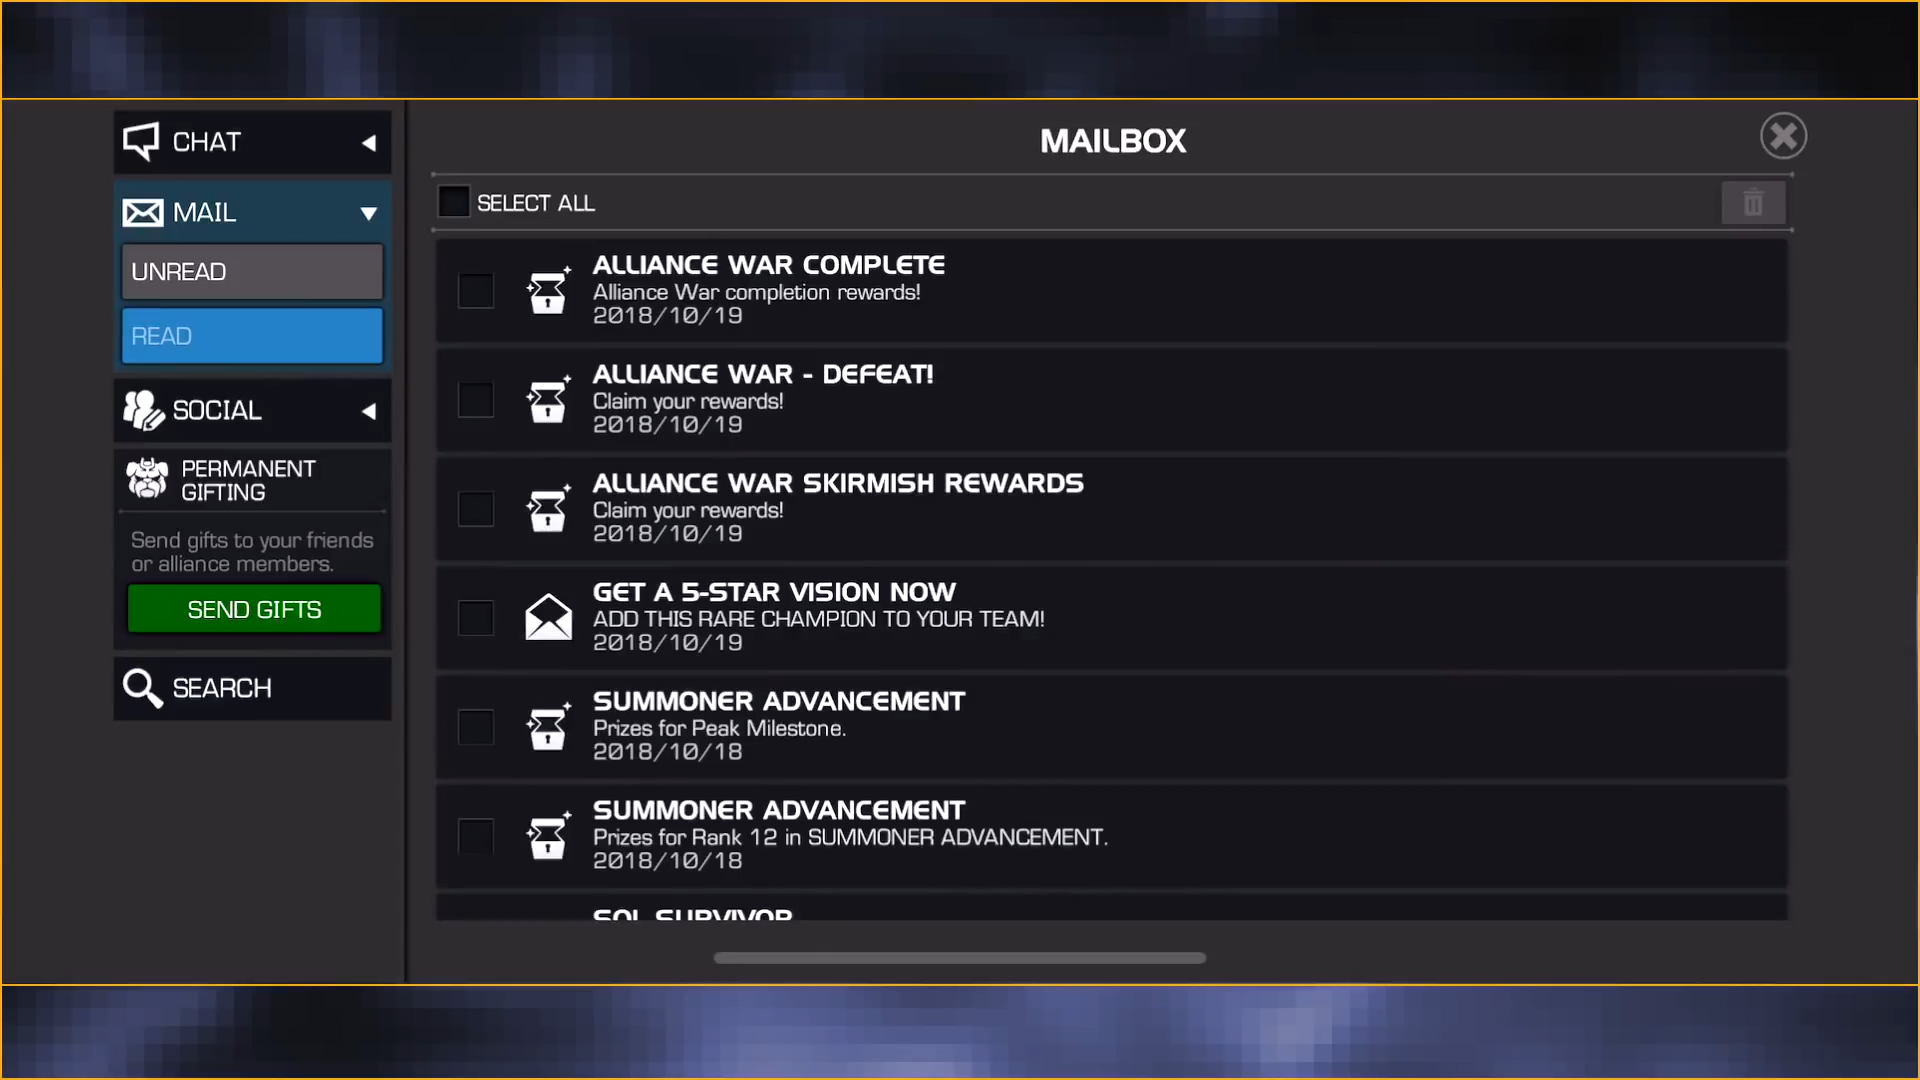 CHAT
MAIL
UNREAD
READ
SOCIAL
PERMANENT
GIFTING
Send gifts to your friends
or alliance members.
SEND GIFTS
SEARCH
MAILBOX
SELECT ALL
ALLIANCE WAR COMPLETE
Alliance War completion rewards!
2018/10/19
ALLIANCE WAR - DEFEAT!
Claim your rewards!
2018/10/19
ALLIANCE WAR SKIRMISH REWARDS
Claim your rewards!
2018/10/19
GET A 5-STAR VISION NOW
ADD THIS RARE CHAMPION TO YOUR TEAM!
2018/10/19
SUMMONER ADVANCEMENT
Prizes for Peak Milestone.
2018/10/18
SUMMONER ADVANCEMENT
Prizes for Rank 12 in SUMMONER ADVANCEMENT.
2018/10/18
SOL SURVIVOR